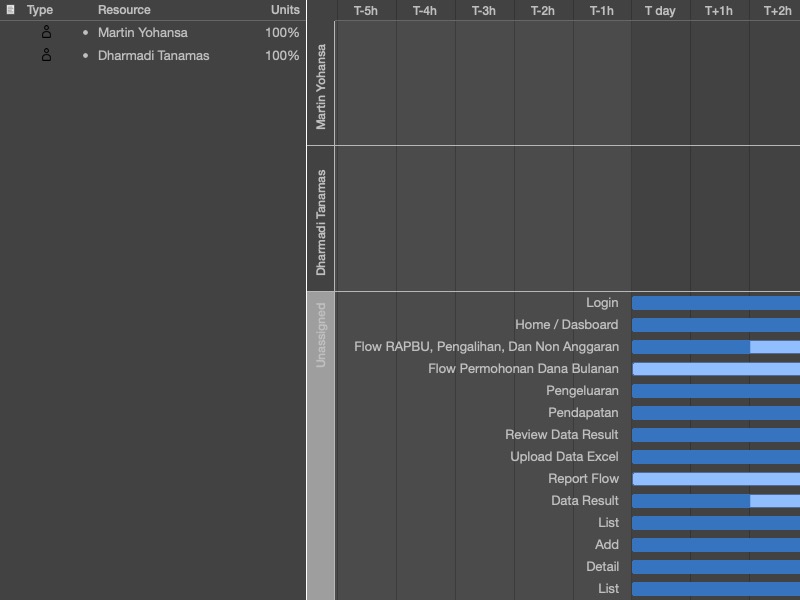 Type Resource Units
Martin Yohansa 100%
Dharmadi Tanamas 100%
T-5h T-4h T-3h T-2h T-1h T day T+1h T+2h
Martin Yohansa
Dharmadi Tanamas
Unassigned
Login
Home / Dasboard
Flow RAPBU, Pengalihan, Dan Non Anggaran
Flow Permohonan Dana Bulanan
Pengeluaran
Pendapatan
Review Data Result
Upload Data Excel
Report Flow
Data Result
List
Add
Detail
List